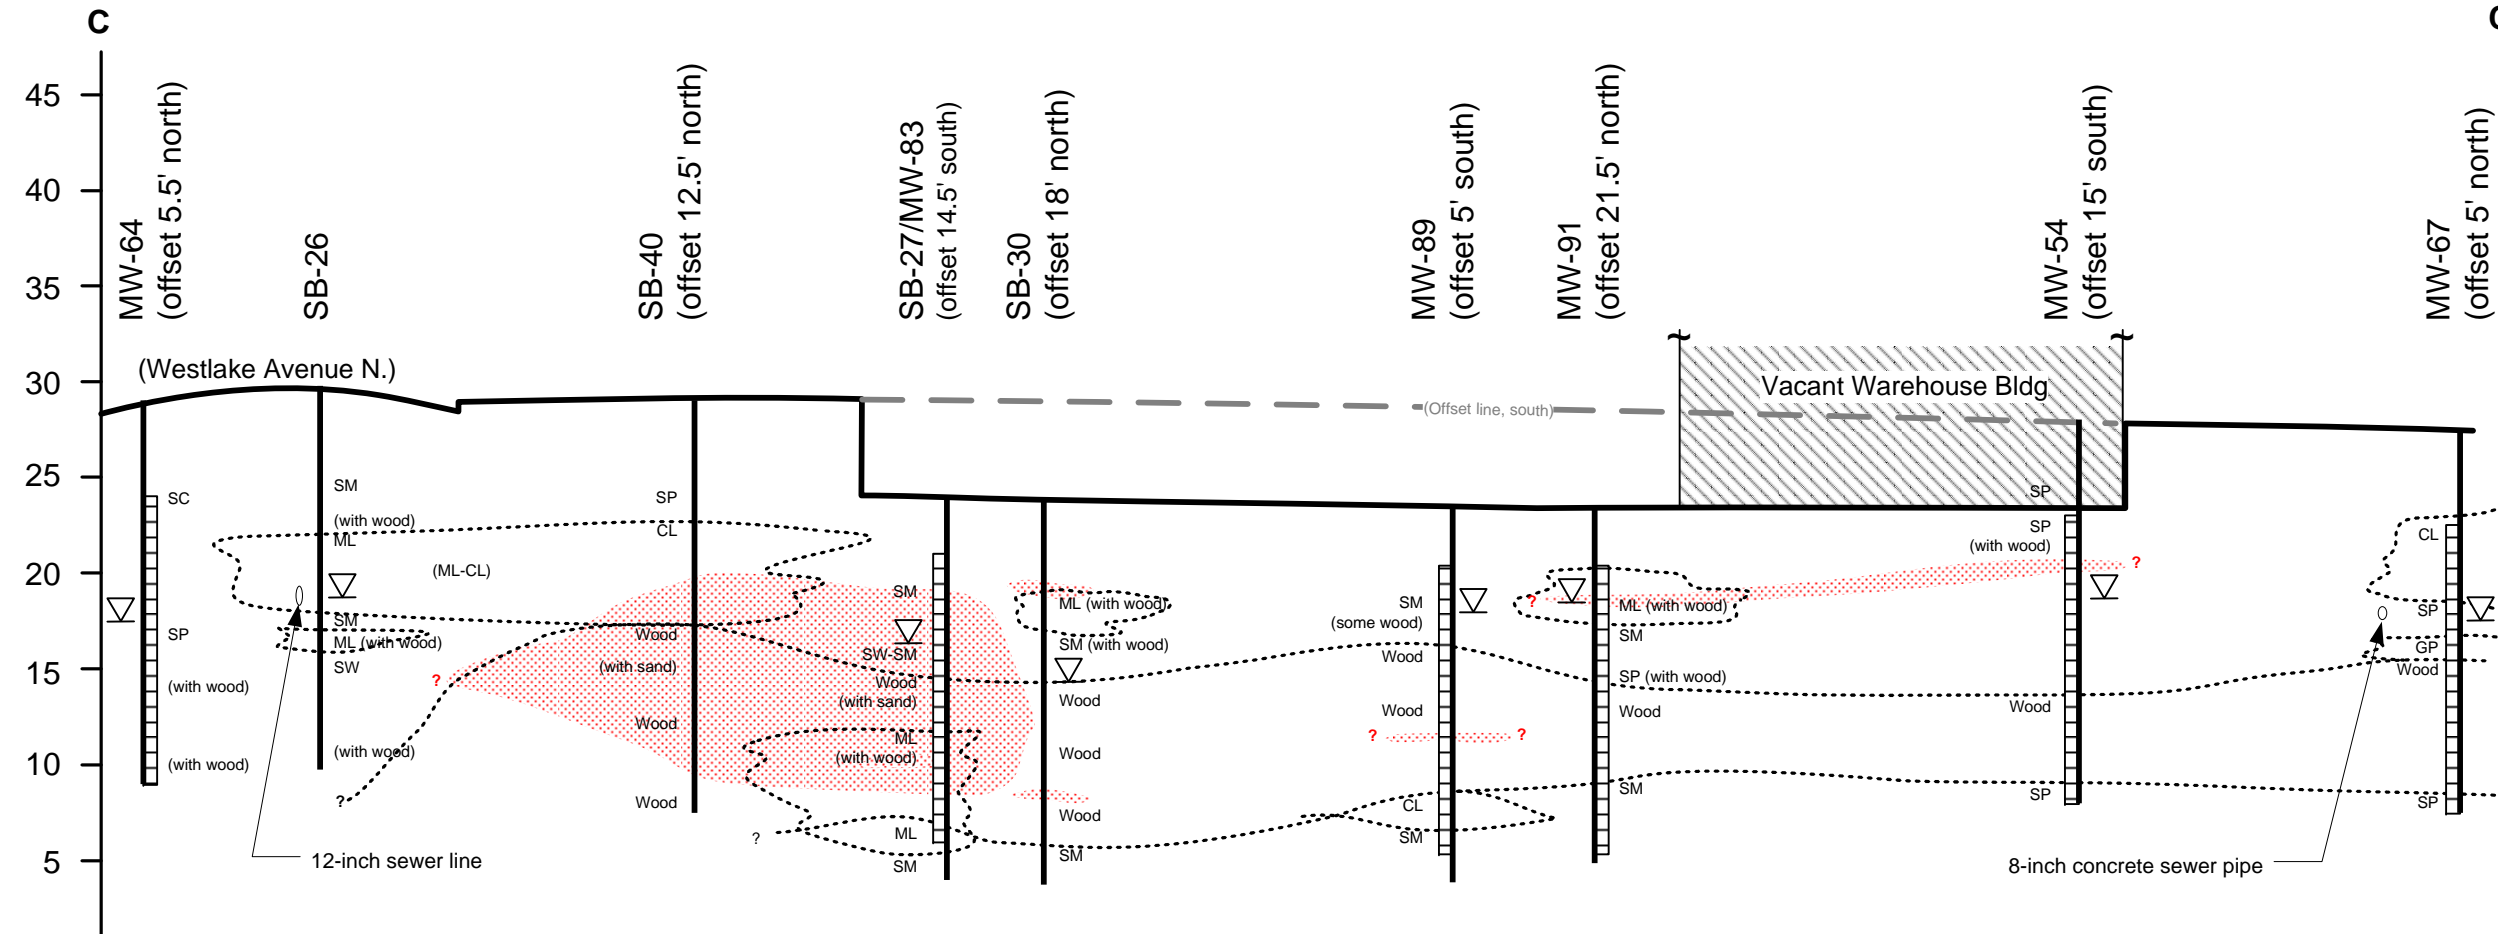 C
C
45
40
35
30
25
20
15
10
5
MW-64
(offset 5.5' north)
SB-26
SB-40
(offset 12.5' north)
SB-27/MW-83
(offset 14.5' south)
SB-30
(offset 18' north)
MW-89
(offset 5' south)
MW-91
(offset 21.5' north)
MW-54
(offset 15' south)
MW-67
(offset 5' north)
(Westlake Avenue N.)
(Offset line, south)
Vacant Warehouse Bldg
SC
SP
(with wood)
(with wood)
SM
(with wood)
ML
(ML-CL)
SM
ML (with wood)
SW
(with wood)
?
?
12-inch sewer line
SP
CL
Wood
(with sand)
Wood
Wood
?
SM
SW-SM
Wood
(with sand)
ML
(with wood)
ML
SM
ML (with wood)
SM (with wood)
Wood
Wood
Wood
SM
SM
(some wood)
Wood
Wood
?
?
CL
SM
?
ML (with wood)
SM
SP (with wood)
Wood
SM
SP
SP
(with wood)
?
Wood
SP
CL
SP
GP
Wood
SP
8-inch concrete sewer pipe